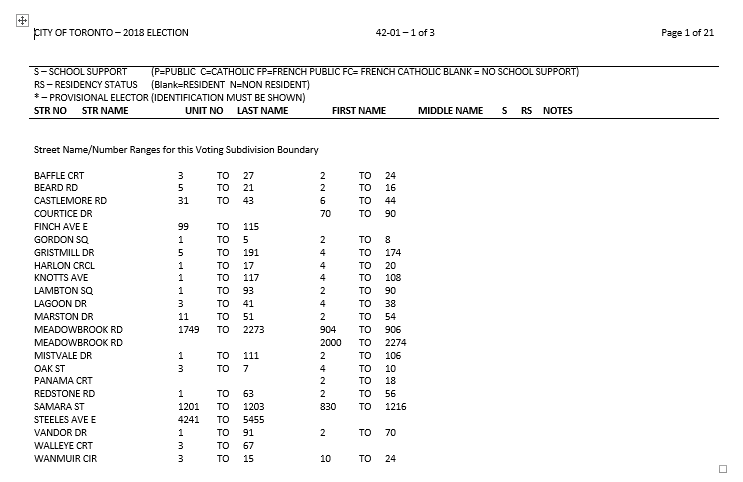 CITY OF TORONTO – 2018 ELECTION 42-01 – 1 of 3 Page 1 of 21
S – SCHOOL SUPPORT (P=PUBLIC C=CATHOLIC FP=FRENCH PUBLIC FC= FRENCH CATHOLIC BLANK = NO SCHOOL SUPPORT)
RS – RESIDENCY STATUS (Blank=RESIDENT N=NON RESIDENT)
* – PROVISIONAL ELECTOR (IDENTIFICATION MUST BE SHOWN)
STR NO STR NAME UNIT NO LAST NAME FIRST NAME MIDDLE NAME S RS NOTES
Street Name/Number Ranges for this Voting Subdivision Boundary
BAFFLE CRT 3 TO 27 2 TO 24
BEARD RD 5 TO 21 2 TO 16
CASTLEMORE RD 31 TO 43 6 TO 44
COURTICE DR 70 TO 90
FINCH AVE E 99 TO 115
GORDON SQ 1 TO 5 2 TO 8
GRISTMILL DR 5 TO 191 4 TO 174
HARLON CRCL 1 TO 17 4 TO 20
KNOTTS AVE 1 TO 117 4 TO 108
LAMBTON SQ 1 TO 93 2 TO 90
LAGOON DR 3 TO 41 4 TO 38
MARSTON DR 11 TO 51 2 TO 54
MEADOWBROOK RD 1749 TO 2273 904 TO 906
MEADOWBROOK RD 2000 TO 2274
MISTVALE DR 1 TO 111 2 TO 106
OAK ST 3 TO 7 4 TO 10
PANAMA CRT 2 TO 18
REDSTONE RD 1 TO 63 2 TO 56
SAMARA ST 1201 TO 1203 830 TO 1216
STEELES AVE E 4241 TO 5455
VANDOR DR 1 TO 91 2 TO 70
WALLEYE CRT 3 TO 67
WANMUIR CIR 3 TO 15 10 TO 24